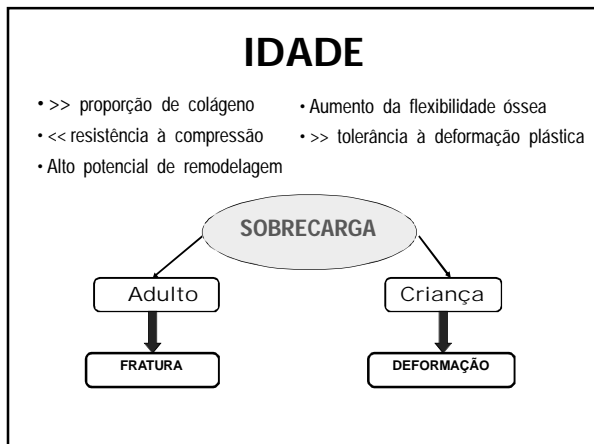 IDADE
• >> proporção de colágeno
• << resistência à compressão
• Alto potencial de remodelagem
• Aumento da flexibilidade óssea
• >> tolerância à deformação plástica
SOBRECARGA
Adulto
Criança
FRATURA
DEFORMAÇÃO